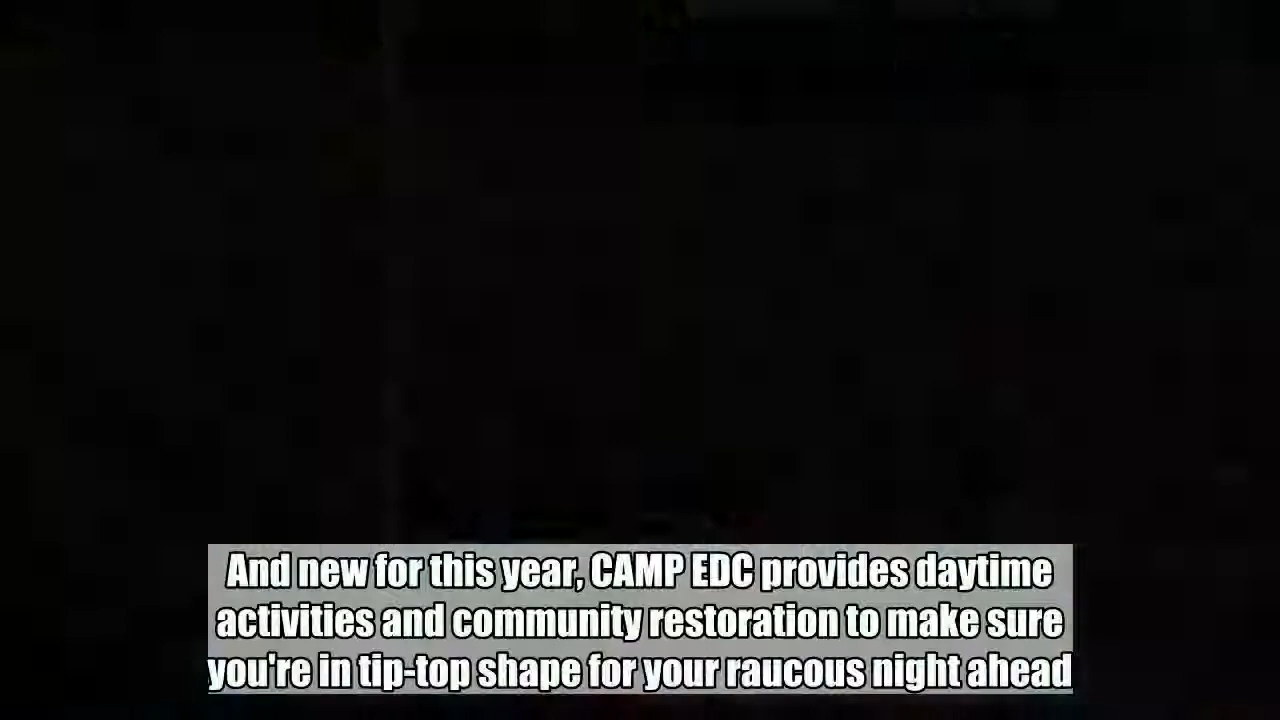 And new for this year, CAMP EDC provides daytime
activities and community restoration to make sure
you're in tip-top shape for your raucous night ahead